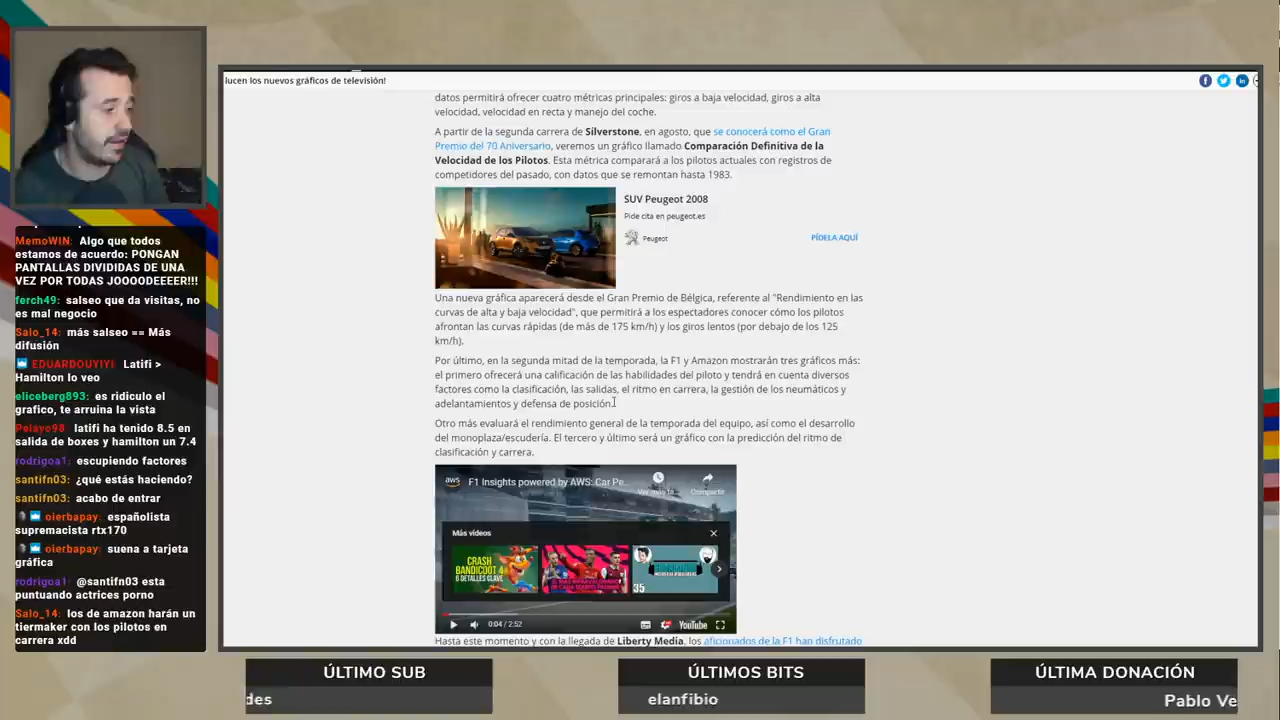 lucen los nuevos gráficos de televisión!
datos permitirá ofrecer cuatro métricas principales: giros a baja velocidad, giros a alta
velocidad, velocidad en recta y manejo del coche.
A partir de la segunda carrera de Silverstone, en agosto, que se conocerá como el Gran
Premio del 70 Aniversario, veremos un gráfico llamado Comparación Definitiva de la
Velocidad de los Pilotos. Esta métrica comparará a los pilotos actuales con registros de
competidores del pasado, con datos que se remontan hasta 1983.
SUV Peugeot 2008
Pide cita en peugeot.es
Peugeot
PÍDELA AQUÍ
Una nueva gráfica aparecerá desde el Gran Premio de Bélgica, referente al "Rendimiento en las
curvas de alta y baja velocidad", que permitirá a los espectadores conocer cómo los pilotos
afrontan las curvas rápidas (de más de 175 km/h) y los giros lentos (por debajo de los 125
km/h).
Por último, en la segunda mitad de la temporada, la F1 y Amazon mostrarán tres gráficos más:
el primero ofrecerá una calificación de las habilidades del piloto y tendrá en cuenta diversos
factores como la clasificación, las salidas, el ritmo en carrera, la gestión de los neumáticos y
adelantamientos y defensa de posición.
Otro más evaluará el rendimiento general de la temporada del equipo, así como el desarrollo
del monoplaza/escudería. El tercero y último será un gráfico con la predicción del ritmo de
clasificación y carrera.
aws
F1 Insights powered by AWS: Car Pe...
Ver más ta...
Compartir
Más vídeos
CRASH
BANDICOOT 4
6 DETALLES CLAVE
35
0:04 / 2:52
YouTube
Hasta este momento y con la llegada de Liberty Media, los aficionados de la F1 han disfrutado
MemoWIN: Algo que todos
estamos de acuerdo: PONGAN
PANTALLAS DIVIDIDAS DE UNA
VEZ POR TODAS JOOOODEEEER!!!
ferch49: salseo que da visitas, no
es mal negocio
Salo_14: más salseo == Más
difusión
EDUARDOUYIYI: Latifi >
Hamilton lo veo
eliceberg893: es ridiculo el
grafico, te arruina la vista
Pelayo98: latifi ha tenido 8.5 en
salida de boxes y hamilton un 7.4
rodrigoa1: escupiendo factores
santifn03: ¿qué estás haciendo?
santifn03: acabo de entrar
oierbapay: españolista
supremacista rtx170
oierbapay: suena a tarjeta
gráfica
rodrigoa1: @santifn03 esta
puntuando actrices porno
Salo_14: los de amazon harán un
tiermaker con los pilotos en
carrera xdd
ÚLTIMO SUB
des
ÚLTIMOS BITS
elanfibio
ÚLTIMA DONACIÓN
Pablo Ve